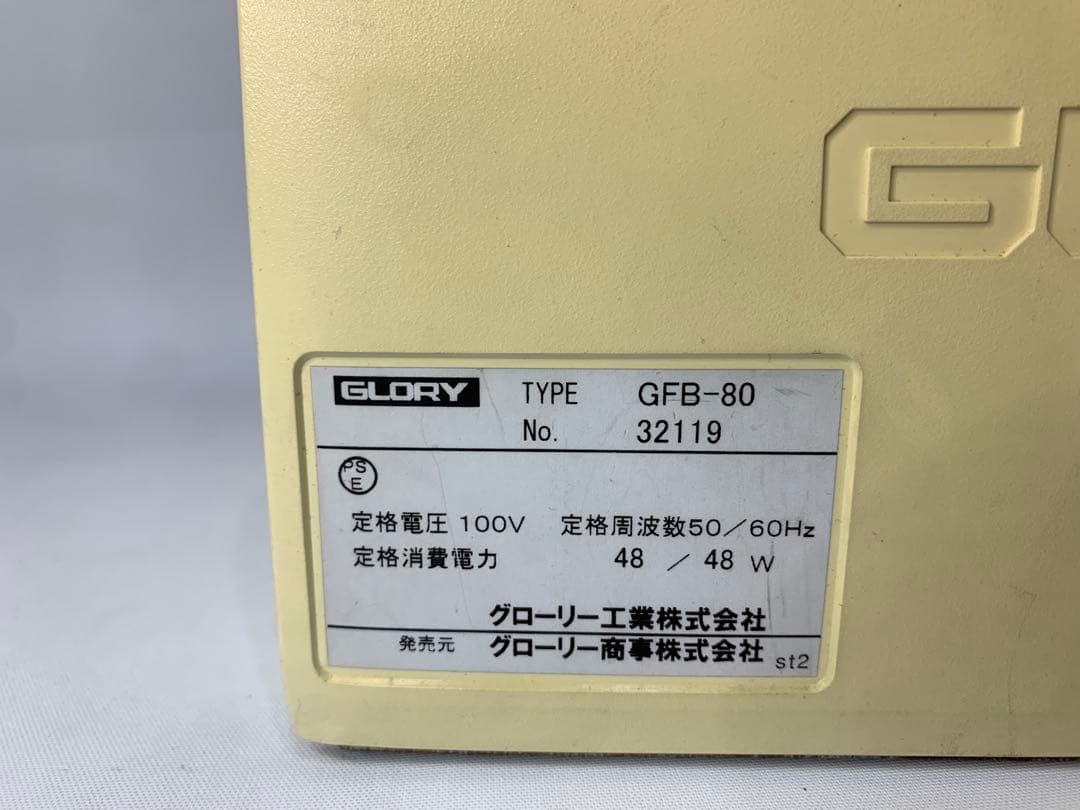 G
GLORY TYPE GFB-80
No. 32119
PS
E
定格電圧 100V 定格周波数50／60Hz
定格消費電力 48 ／ 48 W
グローリー工業株式会社
発売元 グローリー商事株式会社 st2